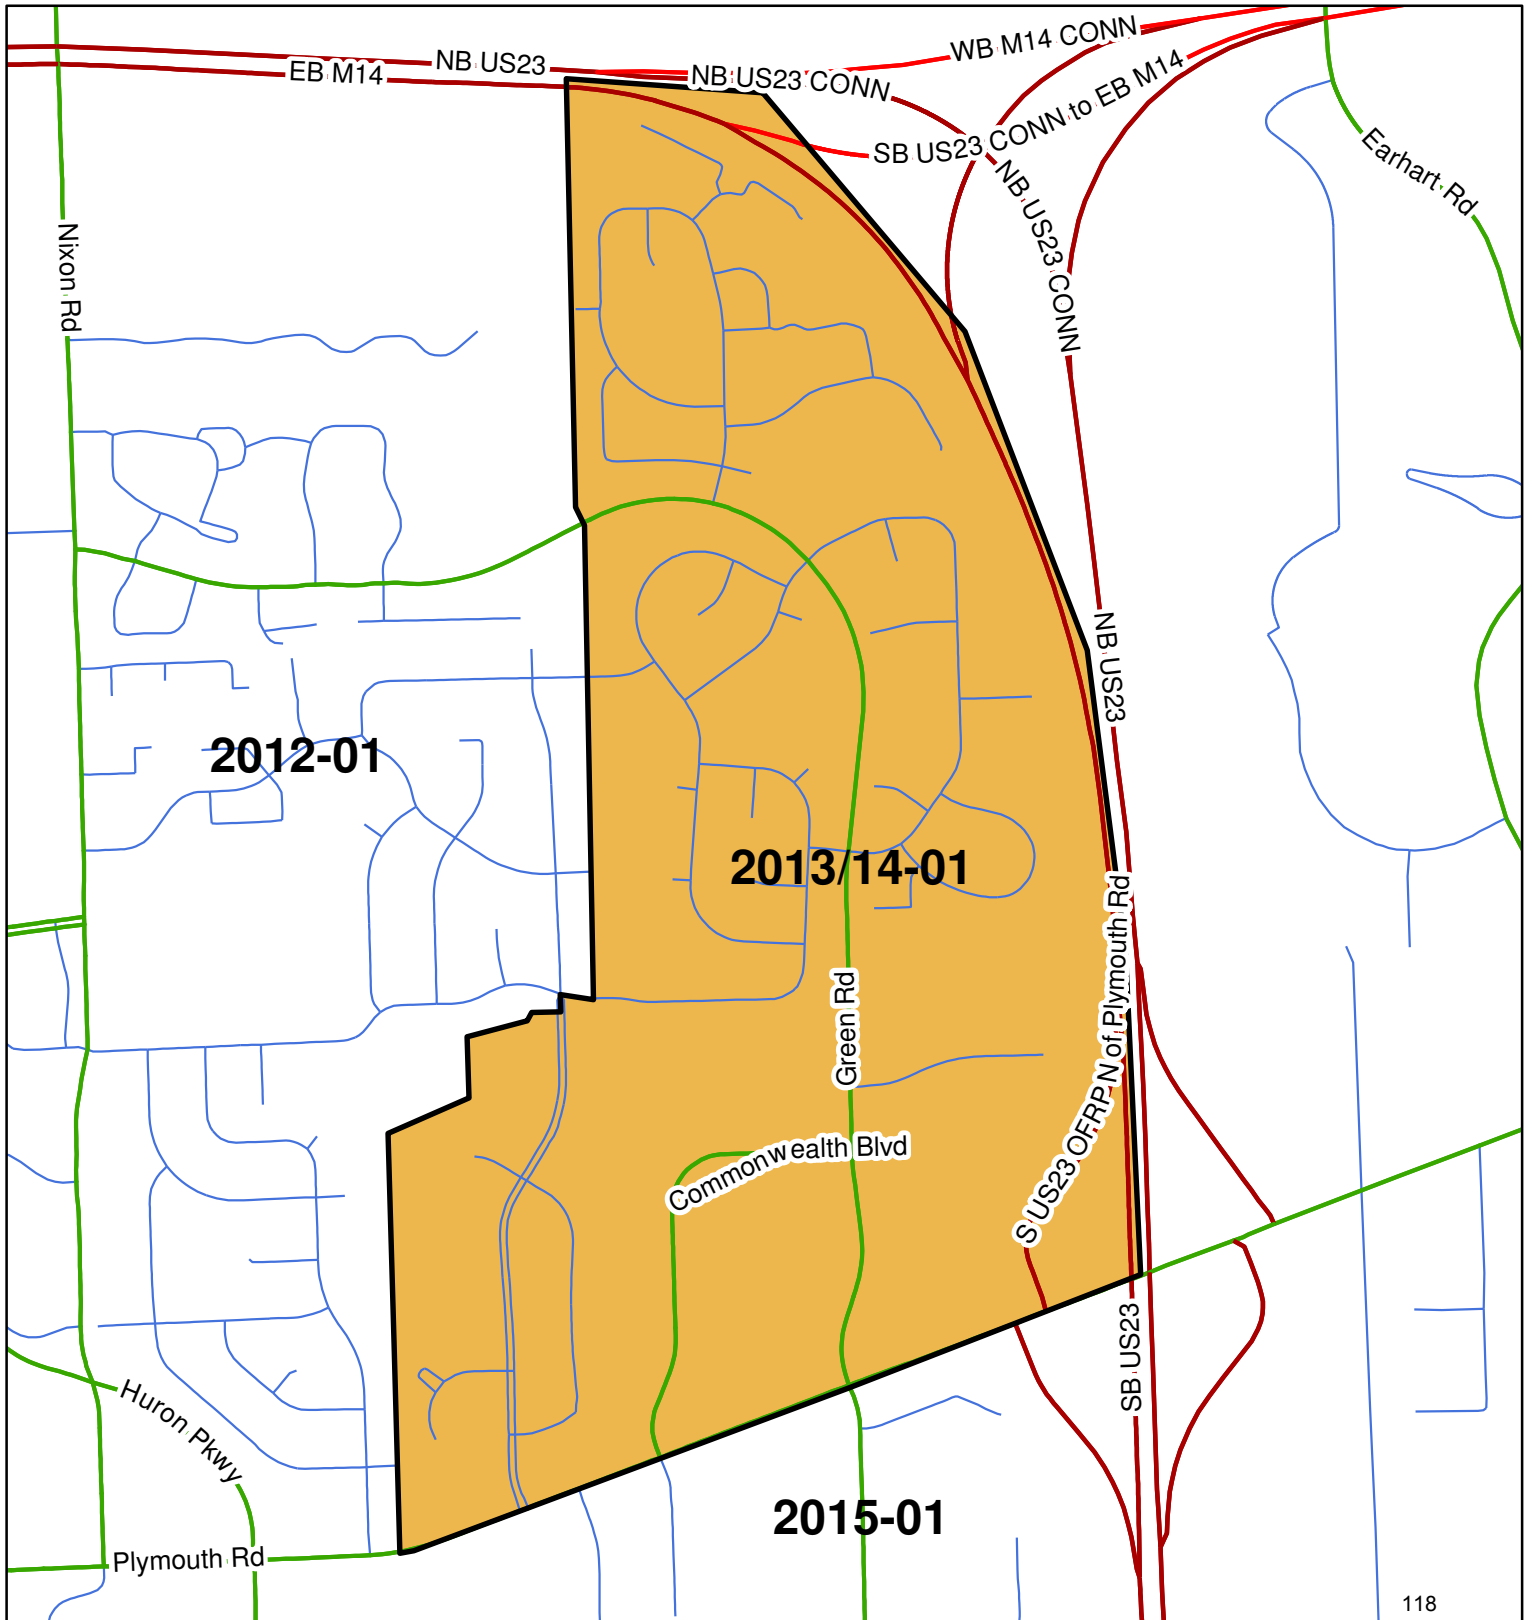 WB M14 CONN
NB US23
EB M14
NB US23 CONN
SB US23 CONN to EB M14
Earhart Rd
NB US23 CONN
Nixon Rd
NB US23
2012-01
2013/14-01
S US23 OFRP N of Plymouth Rd
Green Rd
Commonwealth Blvd
SB US23
Huron Pkwy
2015-01
Plymouth Rd
118